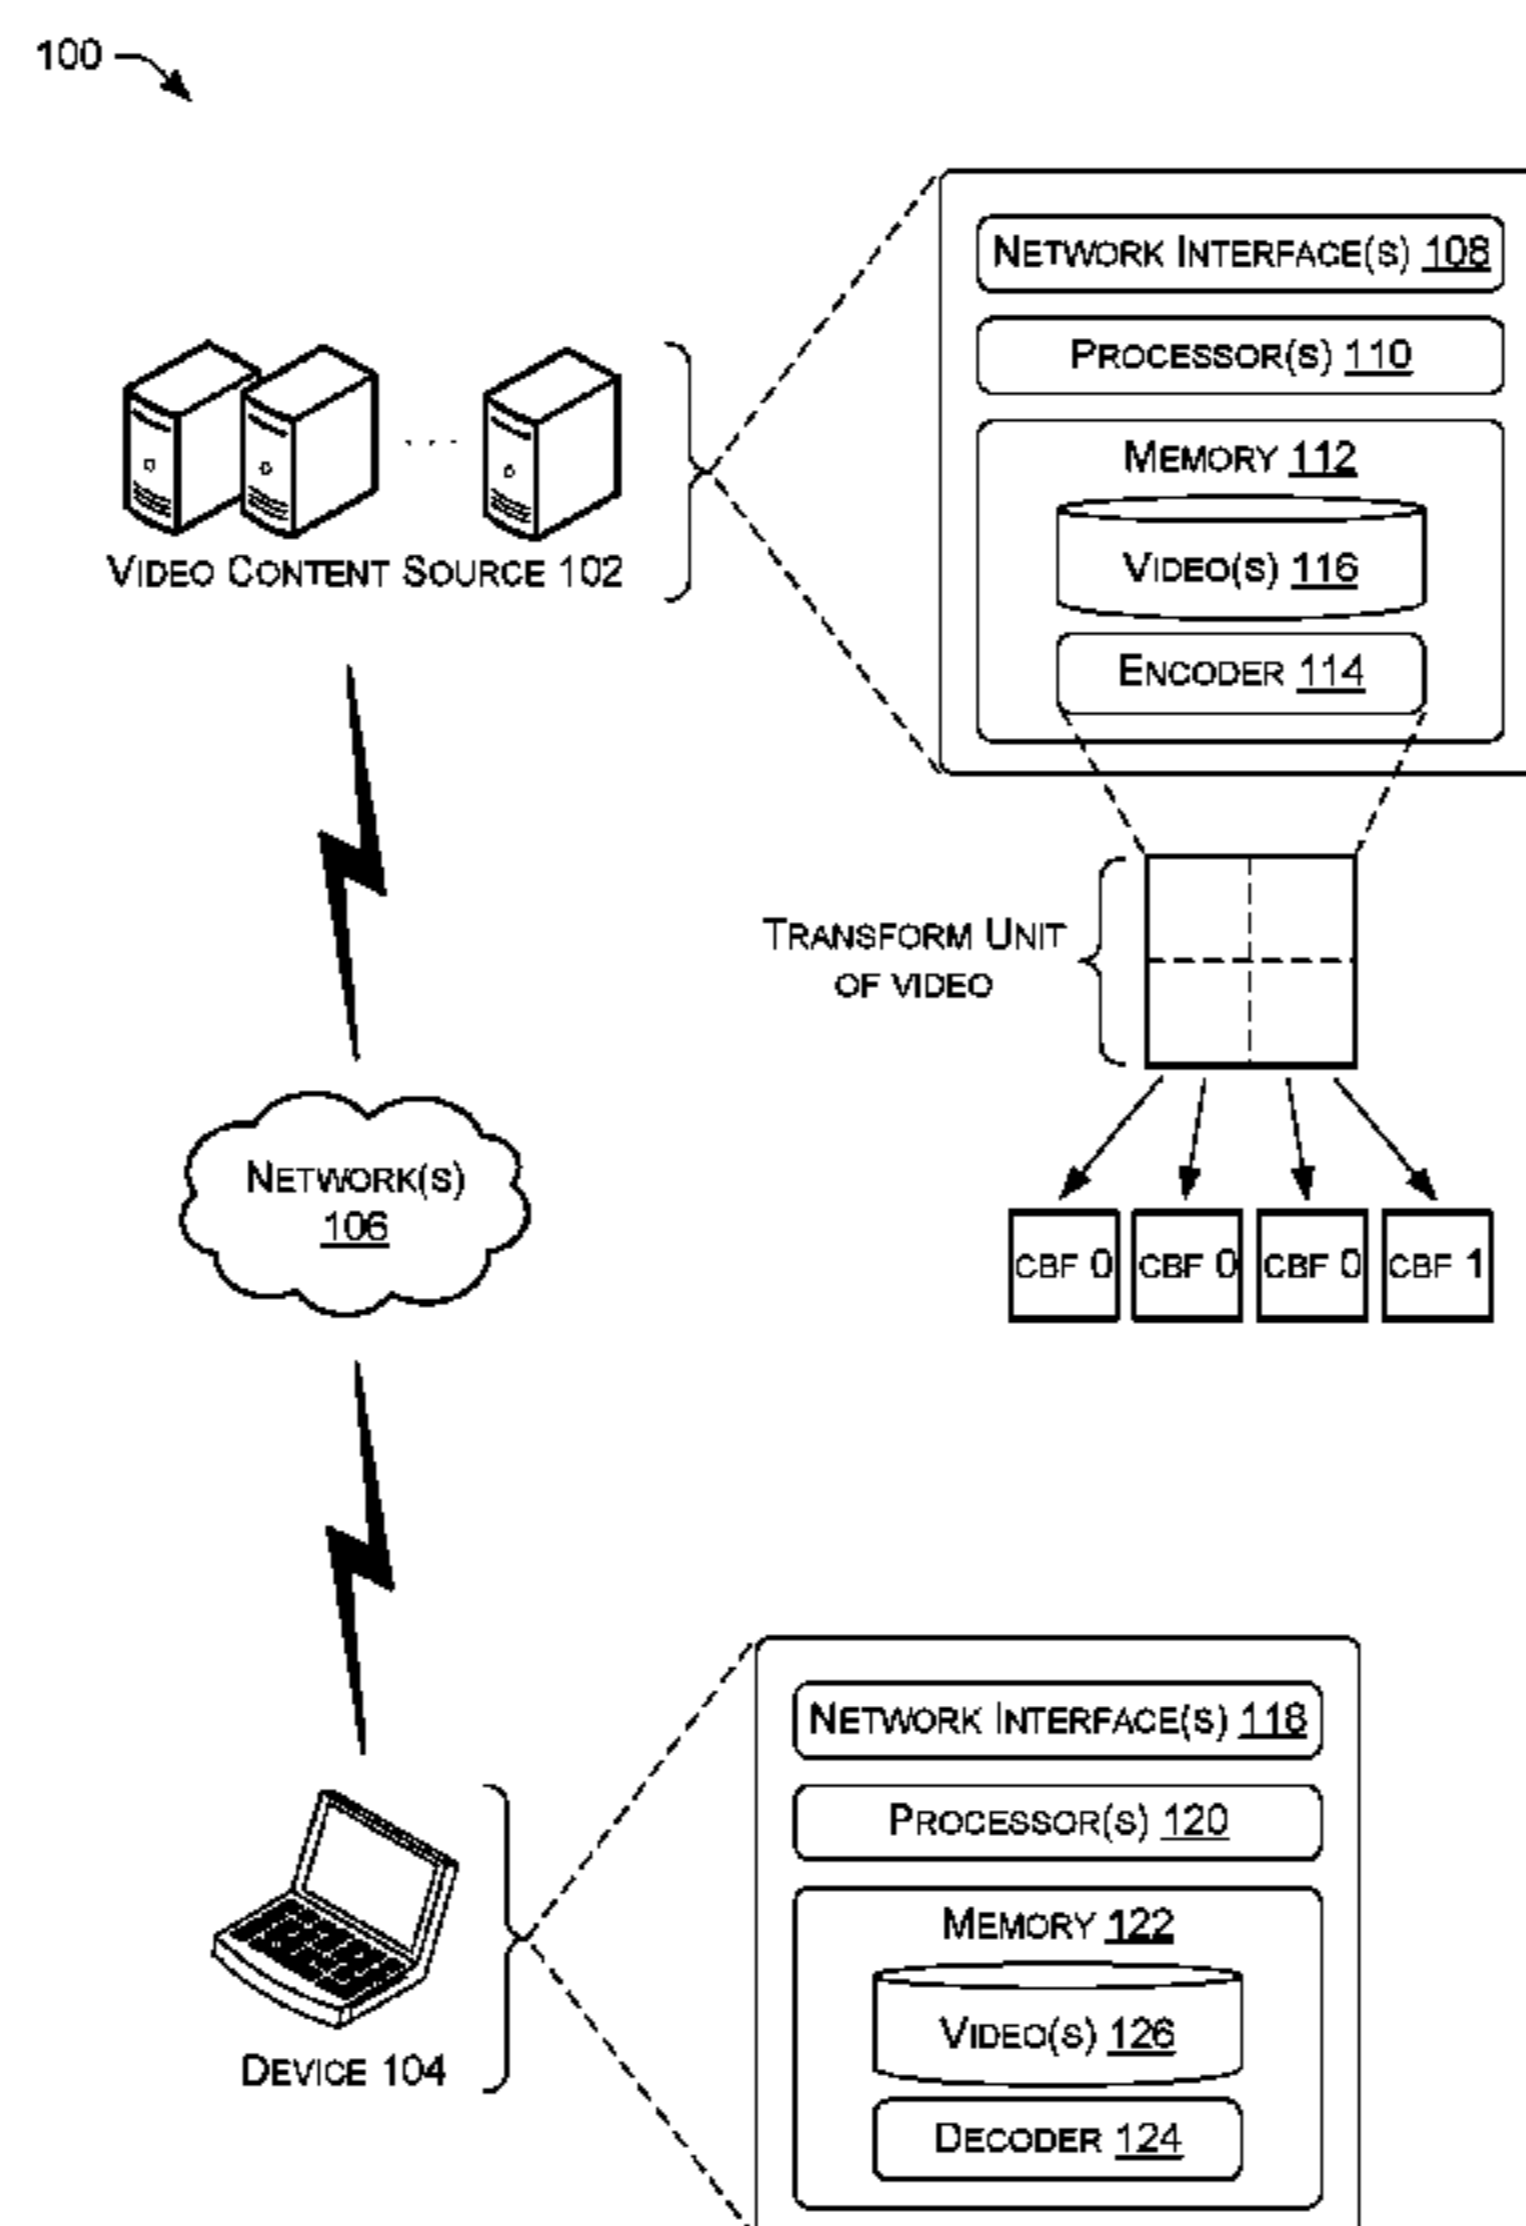 100
NETWORK INTERFACE(S) 108
PROCESSOR(S) 110
MEMORY 112
VIDEO(S) 116
ENCODER 114
VIDEO CONTENT SOURCE 102
TRANSFORM UNIT
OF VIDEO
CBF 0 CBF 0 CBF 0 CBF 1
NETWORK(S)
106
NETWORK INTERFACE(S) 118
PROCESSOR(S) 120
MEMORY 122
VIDEO(S) 126
DECODER 124
DEVICE 104